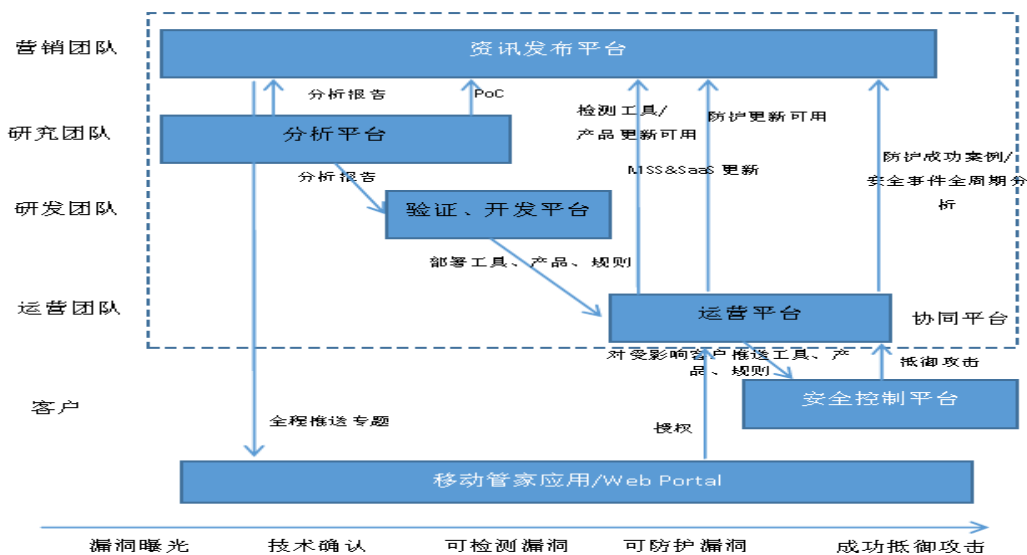 营销团队
资讯发布平台
分析报告
PoC
检测工具/
产品更新可用
防护更新可用
研究团队
分析平台
分析报告
MSS&SaaS 更新
防护成功案例/
安全事件全周期分
析
研发团队
验证、开发平台
部署工具、产品、规则
运营团队
运营平台
协同平台
对受影响客户推送工具、产
品、规则
抵御攻击
客户
安全控制平台
全程推送专题
授权
移动管家应用/Web Portal
漏洞曝光
技术确认
可检测漏洞
可防护漏洞
成功抵御攻击